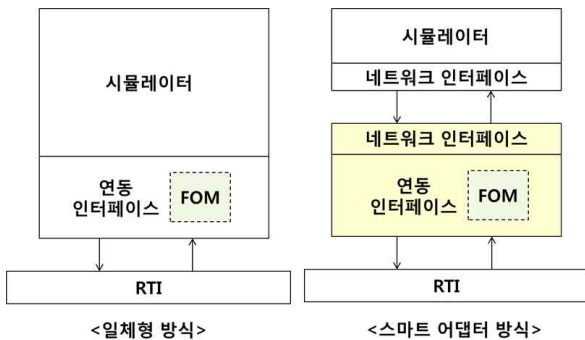 시뮬레이터
연동
인터페이스
FOM
RTI
<일체형 방식>
시뮬레이터
네트워크 인터페이스
네트워크 인터페이스
연동
인터페이스
FOM
RTI
<스마트 어댑터 방식>